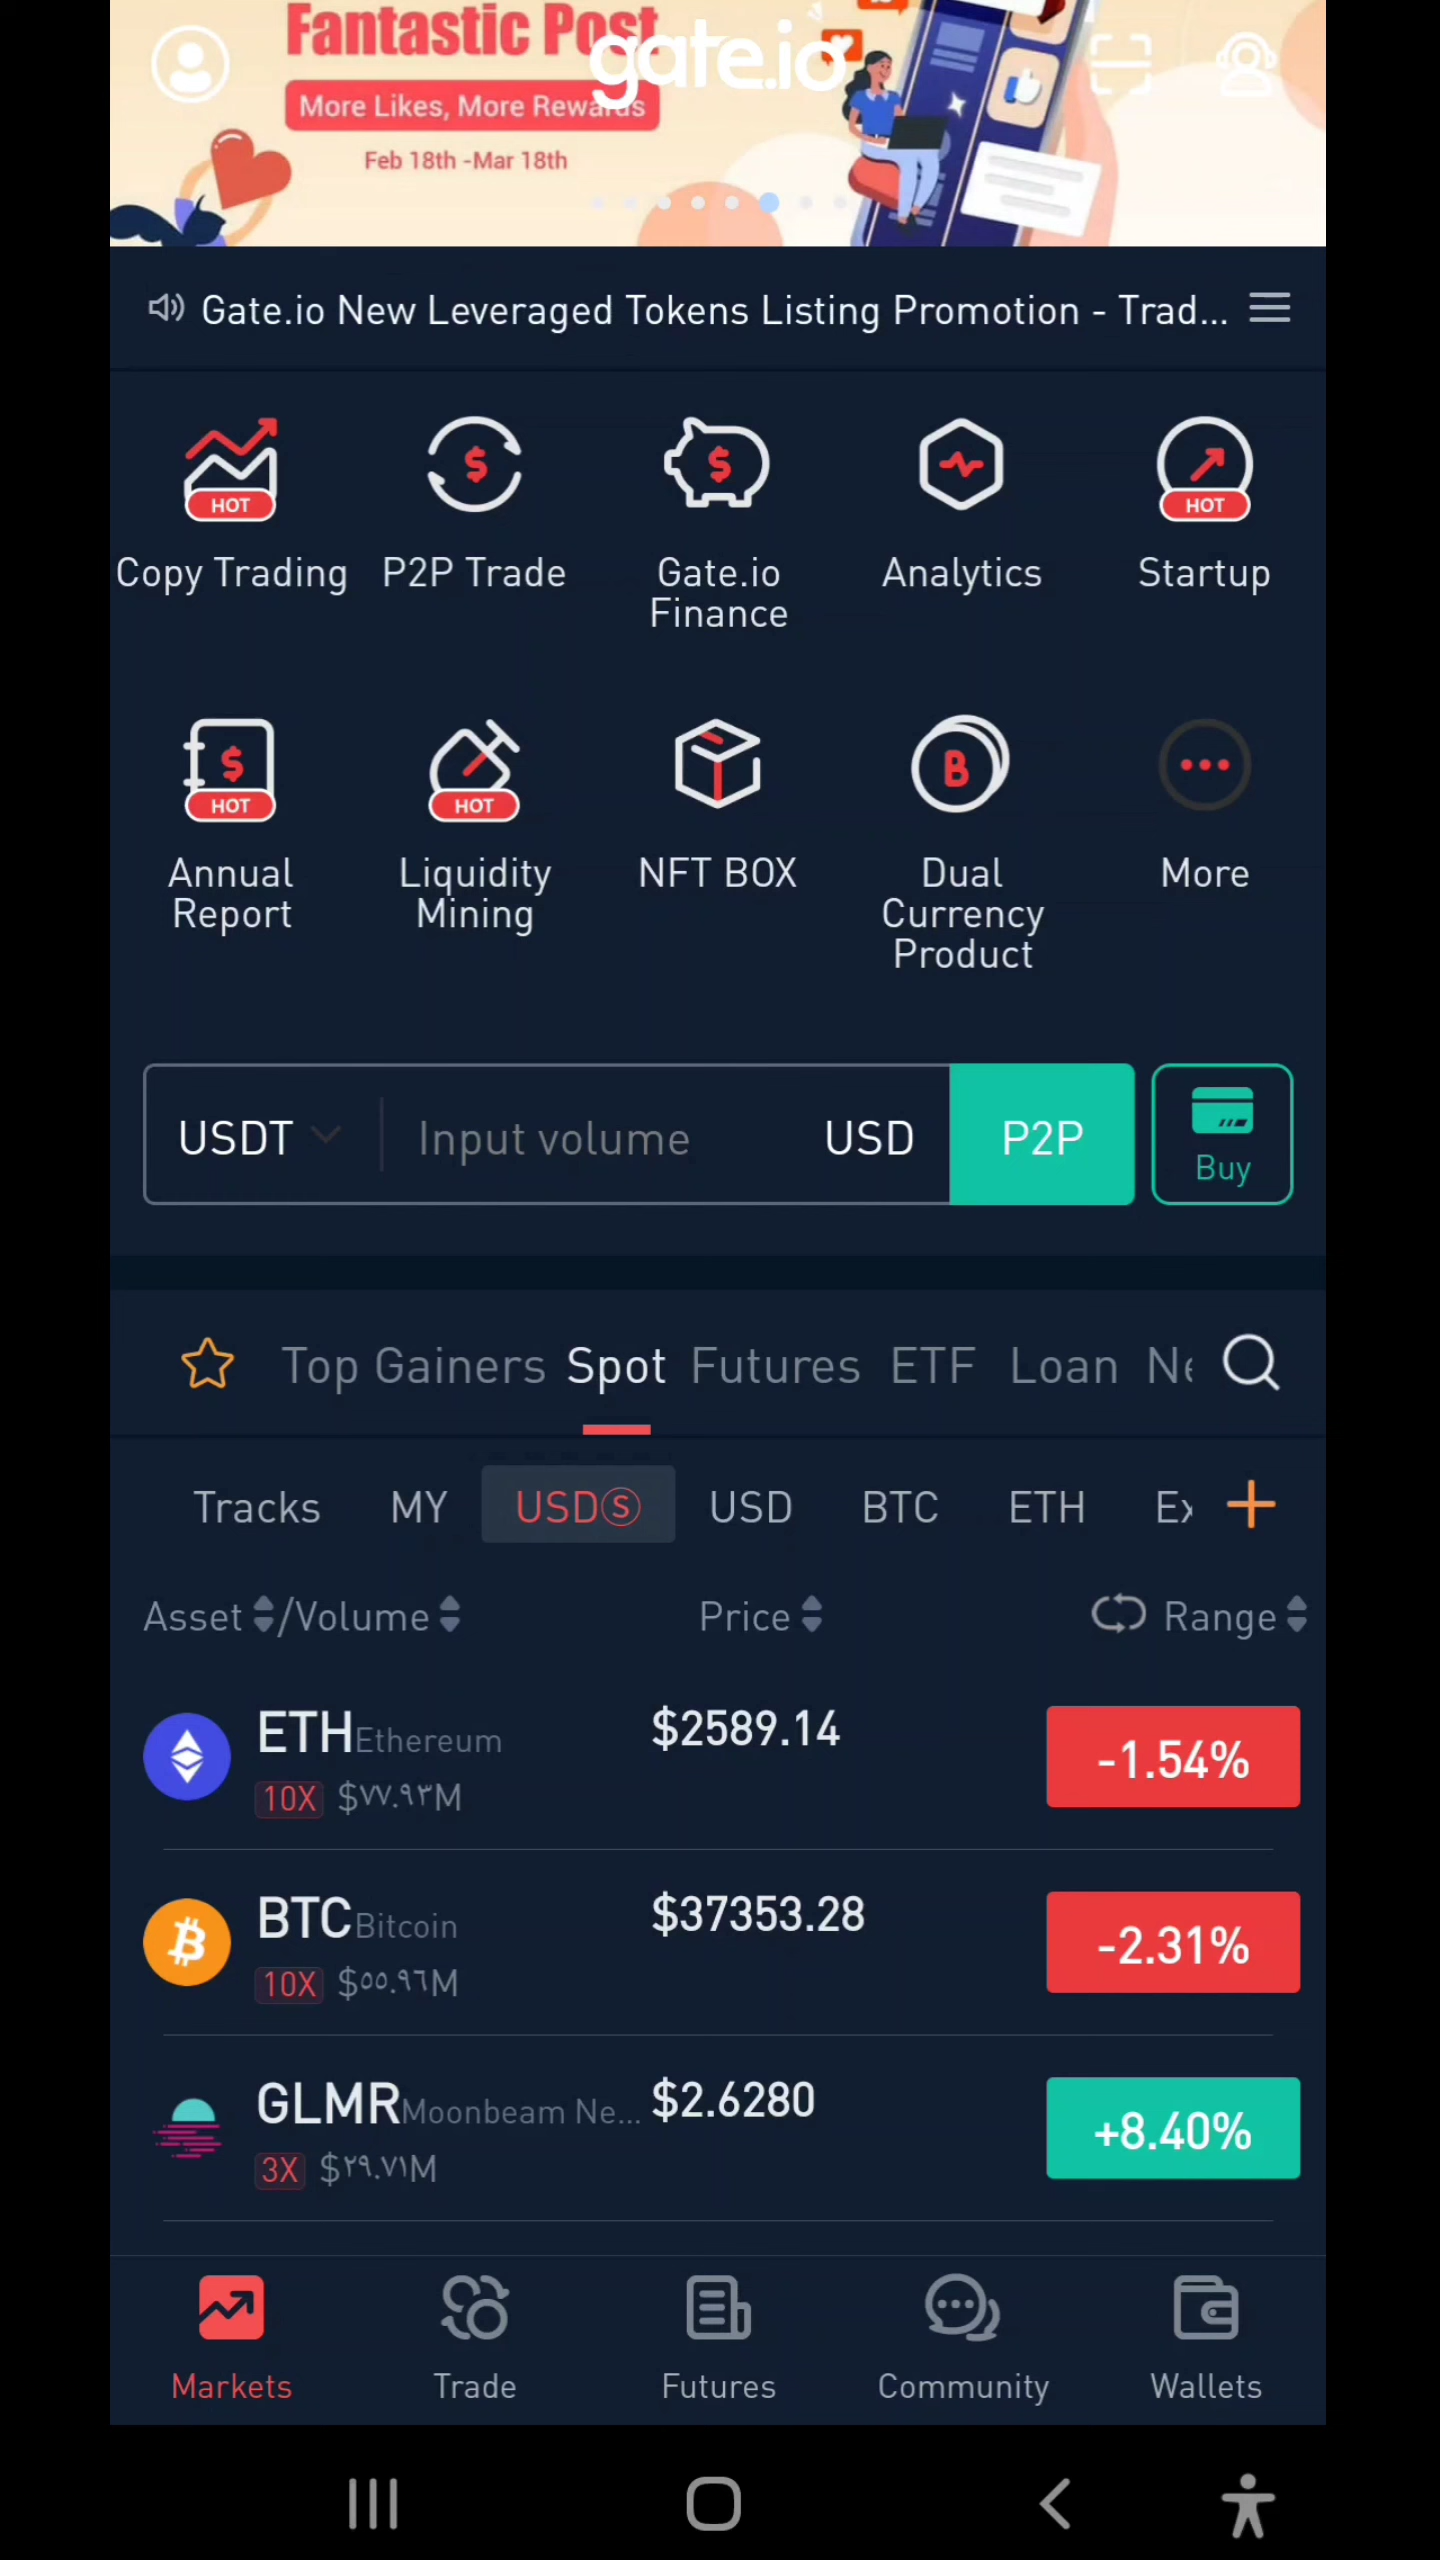 Fantastic Post
gate.io
More Likes, More Rewards
Feb 18th -Mar 18th
Gate.io New Leveraged Tokens Listing Promotion - Trad...
HOT
HOT
Copy Trading P2P Trade Gate.io Finance Analytics Startup
HOT
HOT
Annual Report Liquidity Mining NFT BOX Dual Currency Product More
USDT Input volume USD P2P Buy
Top Gainers Spot Futures ETF Loan Ne
Tracks MY USDⓈ USD BTC ETH Ex
Asset /Volume Price Range
ETH Ethereum $2589.14 -1.54%
10X $٧٧.٩٣M
BTC Bitcoin $37353.28 -2.31%
10X $٥٥.٩٦M
GLMR Moonbeam Ne... $2.6280 +8.40%
3X $٢٩.٧١M
Markets Trade Futures Community Wallets